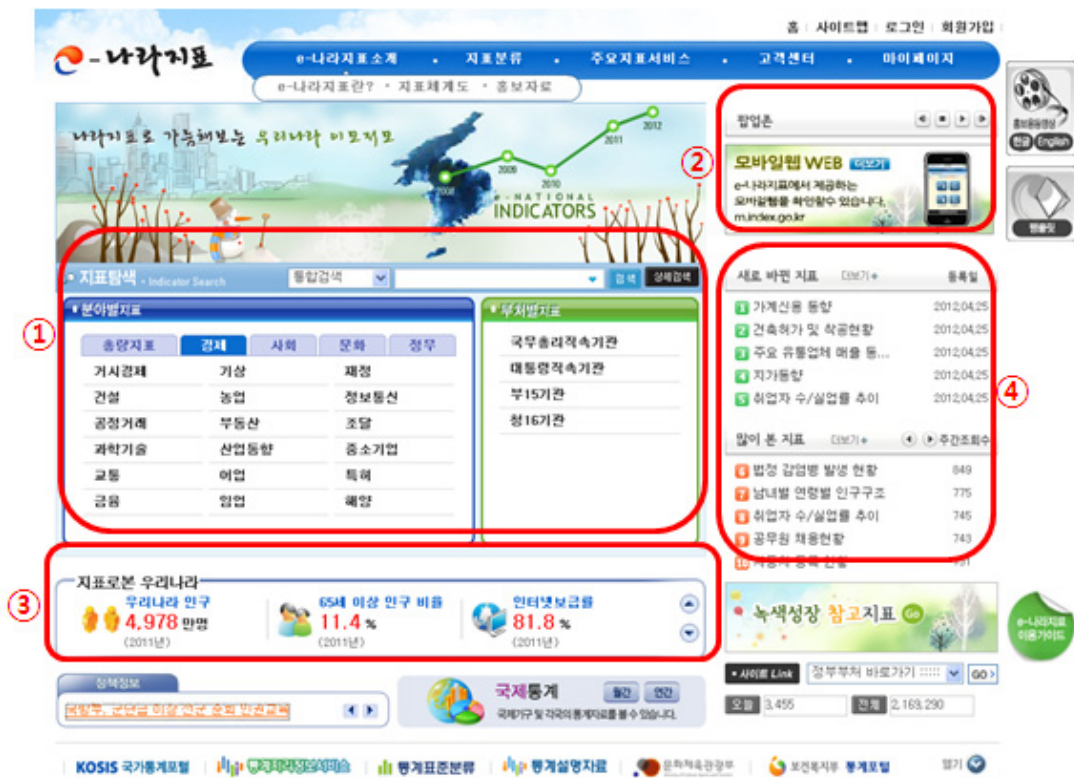 홈 사이트맵 로그인 회원가입
e-나라지표
e-나라지표소개 지표분류 주요지표서비스 고객센터 마이페이지
e-나라지표란? 지표체계도 홍보자료
나라지표로 가늠해보는 우리나라 이모저모
2008 2009 2010 2011 2012
e-NATIONAL
INDICATORS
②
팝업존
모바일웹 WEB 더보기
e-나라지표에서 제공하는
모바일웹을 확인할수 있습니다.
m.index.go.kr
홍보동영상
한글 English
팸플릿
①
지표탐색 - Indicator Search 통합검색 검색 상세검색
분야별지표
총량지표 경제 사회 문화 정무
거시경제 기상 재정
건설 농업 정보통신
공정거래 부동산 조달
과학기술 산업동향 중소기업
교통 어업 특허
금융 임업 해양
부처별지표
국무총리직속기관
대통령직속기관
부15기관
청16기관
④
새로 바뀐 지표 더보기+ 등록일
1 가계신용 동향 2012,04,25
2 건축허가 및 착공현황 2012,04,25
3 주요 유통업체 매출 동... 2012,04,25
4 지가동향 2012,04,25
5 취업자 수/실업률 추이 2012,04,25
많이 본 지표 더보기+ 주간조회수
6 법정 감염병 발생 현황 849
7 남녀별 연령별 인구구조 775
8 취업자 수/실업률 추이 745
9 공무원 채용현황 743
10
③
지표로본 우리나라
우리나라 인구
4,978 만명
(2011년)
65세 이상 인구 비율
11.4 %
(2011년)
인터넷보급률
81.8 %
(2011년)
녹색성장 참고지표 Go
e-나라지표
이용가이드
정책정보
국제통계 월간 연간
국제기구 및 각국의 통계자료를 볼 수 있습니다.
사이트 Link 정부부처 바로가기 ::::: GO>
오늘 3,455 전체 2,169,290
KOSIS 국가통계포털 통계지리정보서비스 통계표준분류 통계설명자료 문화체육관광부 보건복지부 통계포털 열기